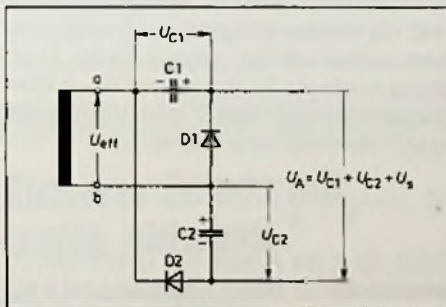 U_C1
a
- C1 +
D1
U_eff
U_A = U_C1 + U_C2 + U_s
b
+
C2
-
U_C2
D2